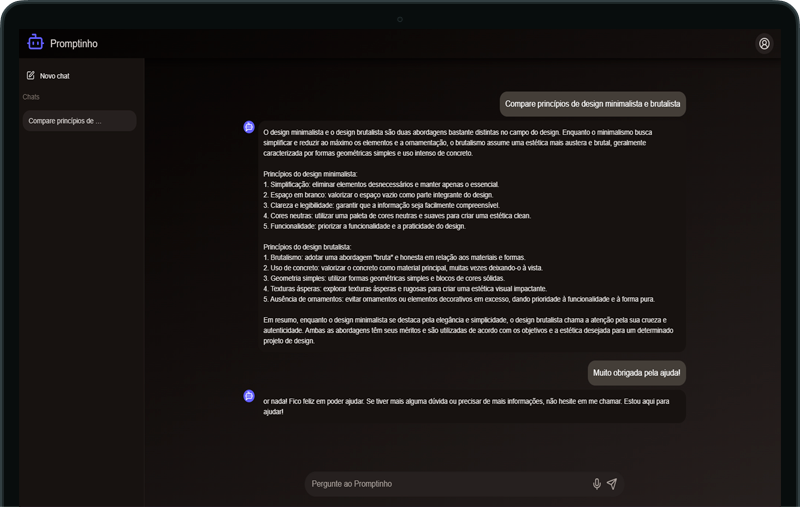 Promptinho
Novo chat
Chats
Compare princípios de ...
Compare princípios de design minimalista e brutalista
O design minimalista e o design brutalista são duas abordagens bastante distintas no campo do design. Enquanto o minimalismo busca
simplificar e reduzir ao máximo os elementos e a ornamentação, o brutalismo assume uma estética mais austera e brutal, geralmente
caracterizada por formas geométricas simples e uso intenso de concreto.
Princípios do design minimalista:
1. Simplificação: eliminar elementos desnecessários e manter apenas o essencial.
2. Espaço em branco: valorizar o espaço vazio como parte integrante do design.
3. Clareza e legibilidade: garantir que a informação seja facilmente compreensível.
4. Cores neutras: utilizar uma paleta de cores neutras e suaves para criar uma estética clean.
5. Funcionalidade: priorizar a funcionalidade e a praticidade do design.
Princípios do design brutalista:
1. Brutalismo: adotar uma abordagem "bruta" e honesta em relação aos materiais e formas.
2. Uso de concreto: valorizar o concreto como material principal, muitas vezes deixando-o à vista.
3. Geometria simples: utilizar formas geométricas simples e blocos de cores sólidas.
4. Texturas ásperas: explorar texturas ásperas e rugosas para criar uma estética visual impactante.
5. Ausência de ornamentos: evitar ornamentos ou elementos decorativos em excesso, dando prioridade à funcionalidade e à forma pura.
Em resumo, enquanto o design minimalista se destaca pela elegância e simplicidade, o design brutalista chama a atenção pela sua crueza e
autenticidade. Ambas as abordagens têm seus méritos e são utilizadas de acordo com os objetivos e a estética desejada para um determinado
projeto de design.
Muito obrigada pela ajuda!
or nada! Fico feliz em poder ajudar. Se tiver mais alguma dúvida ou precisar de mais informações, não hesite em me chamar. Estou aqui para
ajudar!
Pergunte ao Promptinho